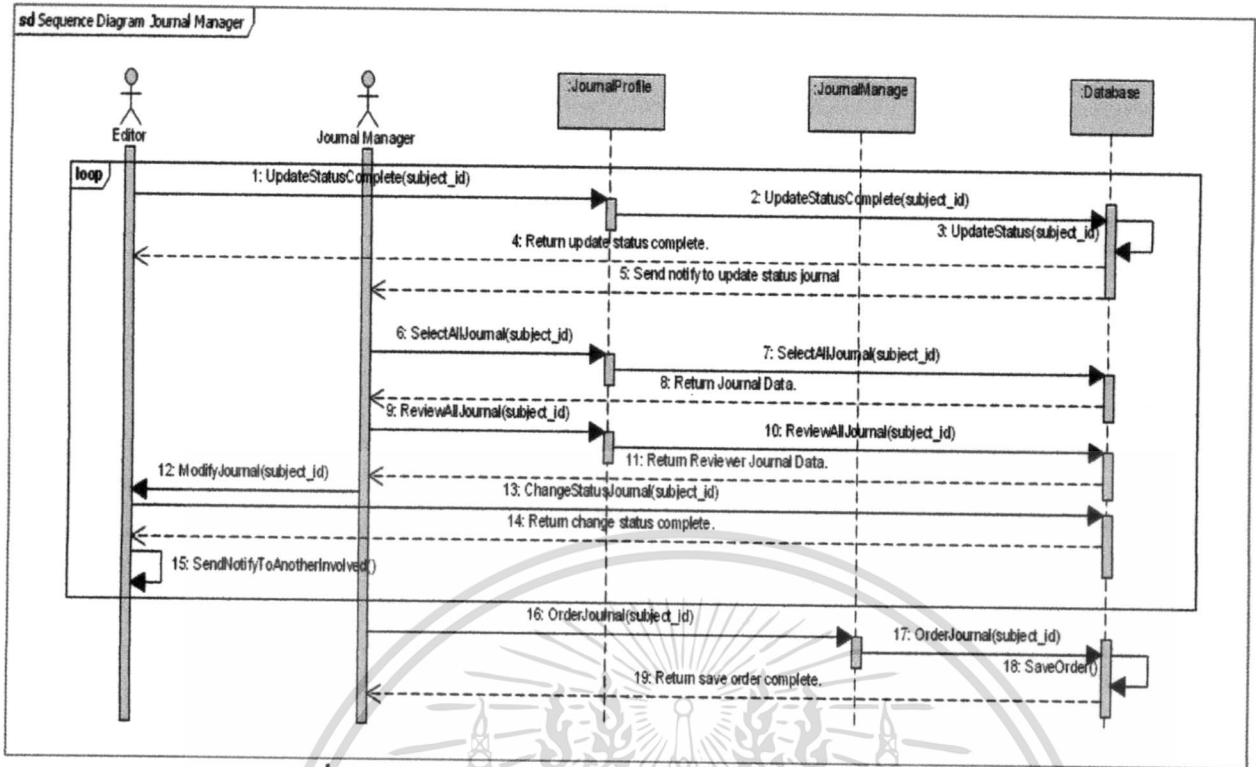 sd Sequence Diagram Journal Manager
Editor
Journal Manager
:JournalProfile
:JournalManage
:Database
loop
1: UpdateStatusComplete(subject_id)
2: UpdateStatusComplete(subject_id)
3: UpdateStatus(subject_id)
4: Return update status complete.
5: Send notify to update status journal
6: SelectAllJournal(subject_id)
7: SelectAllJournal(subject_id)
8: Return Journal Data.
9: ReviewAllJournal(subject_id)
10: ReviewAllJournal(subject_id)
11: Return Reviewer Journal Data.
12: ModifyJournal(subject_id)
13: ChangeStatusJournal(subject_id)
14: Return change status complete.
15: SendNotifyToAnotherInvolved()
16: OrderJournal(subject_id)
17: OrderJournal(subject_id)
18: SaveOrder()
19: Return save order complete.